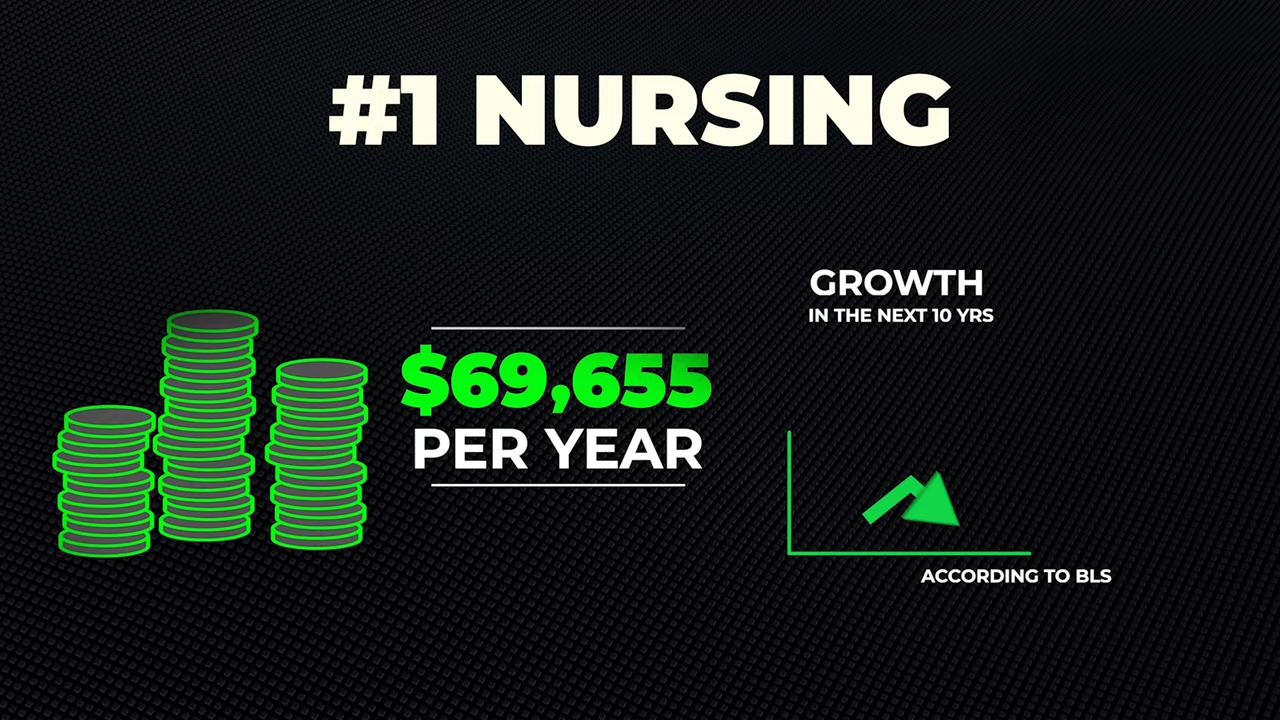 #1 NURSING
$69,655
PER YEAR
GROWTH
IN THE NEXT 10 YRS
ACCORDING TO BLS